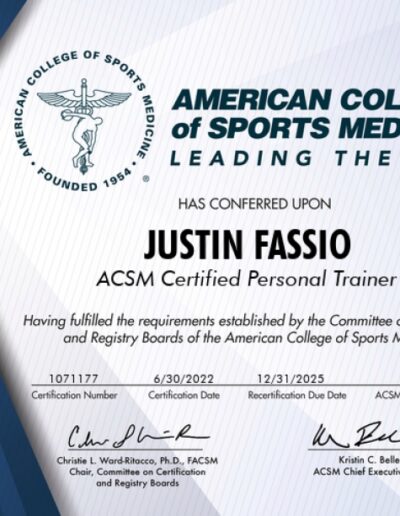 AMERICAN COLLEGE OF SPORTS MEDICINE
• FOUNDED 1954 •
®
AMERICAN COL
of SPORTS MED
LEADING THE
HAS CONFERRED UPON
JUSTIN FASSIO
ACSM Certified Personal Trainer
Having fulfilled the requirements established by the Committee
and Registry Boards of the American College of Sports M
1071177 6/30/2022 12/31/2025
Certification Number Certification Date Recertification Due Date ACSM
Christie L. Ward-Ritacco, Ph.D., FACSM
Chair, Committee on Certification
and Registry Boards
Kristin C. Belle
ACSM Chief Executive